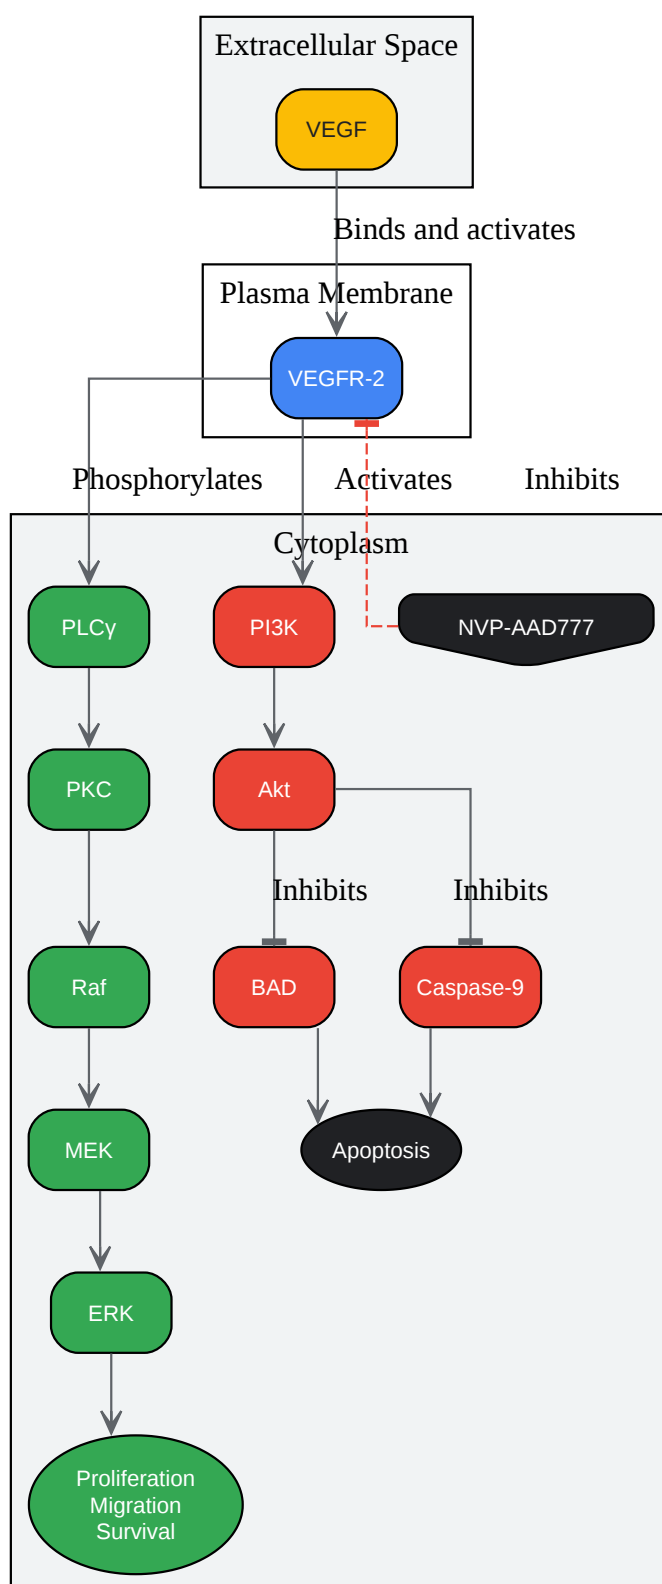 Extracellular Space
VEGF
Binds and activates
Plasma Membrane
VEGFR-2
Phosphorylates
Activates
Inhibits
Cytoplasm
PLCγ
PI3K
NVP-AAD777
PKC
Akt
Inhibits
Inhibits
Raf
BAD
Caspase-9
MEK
Apoptosis
ERK
Proliferation
Migration
Survival